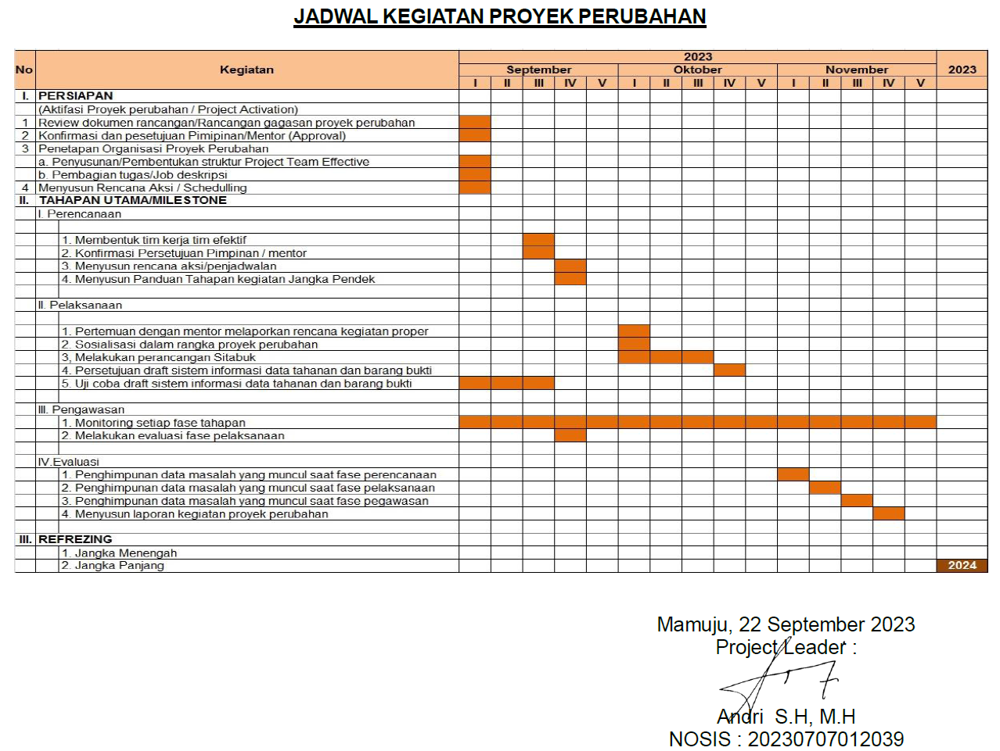 JADWAL KEGIATAN PROYEK PERUBAHAN
2023
No Kegiatan September Oktober November 2023
I II III IV V I II III IV V I II III IV V
I. PERSIAPAN
(Aktifasi Proyek perubahan / Project Activation)
1 Review dokumen rancangan/Rancangan gagasan proyek perubahan
2 Konfirmasi dan pesetujuan Pimipinan/Mentor (Approval)
3 Penetapan Organisasi Proyek Perubahan
a. Penyusunan/Pembentukan struktur Project Team Effective
b. Pembagian tugas/Job deskripsi
4 Menyusun Rencana Aksi / Schedulling
II. TAHAPAN UTAMA/MILESTONE
I. Perencanaan
1. Membentuk tim kerja tim efektif
2. Konfirmasi Persetujuan Pimpinan / mentor
3. Menyusun rencana aksi/penjadwalan
4. Menyusun Panduan Tahapan kegiatan Jangka Pendek
II. Pelaksanaan
1. Pertemuan dengan mentor melaporkan rencana kegiatan proper
2. Sosialisasi dalam rangka proyek perubahan
3, Melakukan perancangan Sitabuk
4. Persetujuan draft sistem informasi data tahanan dan barang bukti
5. Uji coba draft sistem informasi data tahanan dan barang bukti
III. Pengawasan
1. Monitoring setiap fase tahapan
2. Melakukan evaluasi fase pelaksanaan
IV.Evaluasi
1. Penghimpunan data masalah yang muncul saat fase perencanaan
2. Penghimpunan data masalah yang muncul saat fase pelaksanaan
3. Penghimpunan data masalah yang muncul saat fase pegawasan
4. Menyusun laporan kegiatan proyek perubahan
III. REFREZING
1. Jangka Menengah
2. Jangka Panjang 2024
Mamuju, 22 September 2023
Project Leader :
Andri S.H, M.H
NOSIS : 20230707012039